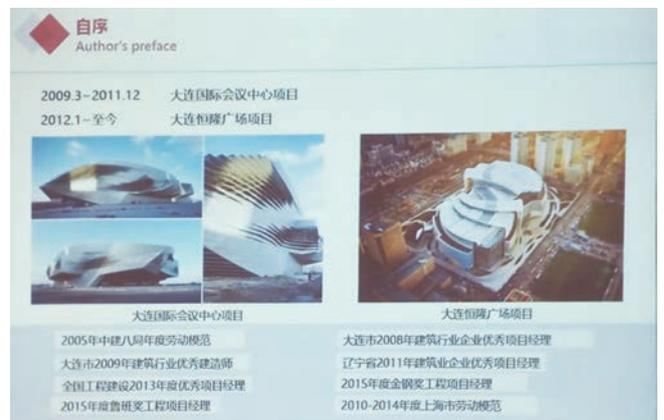 自序
Author's preface
2009.3-2011.12 大连国际会议中心项目
2012.1-至今 大连恒隆广场项目
大连国际会议中心项目
大连恒隆广场项目
2005年中建八局年度劳动模范
大连市2009年建筑行业优秀建造师
全国工程建设2013年度优秀项目经理
2015年度鲁班奖工程项目经理
大连市2008年建筑行业企业优秀项目经理
辽宁省2011年建筑业企业优秀项目经理
2015年度金钢奖工程项目经理
2010-2014年度上海市劳动模范